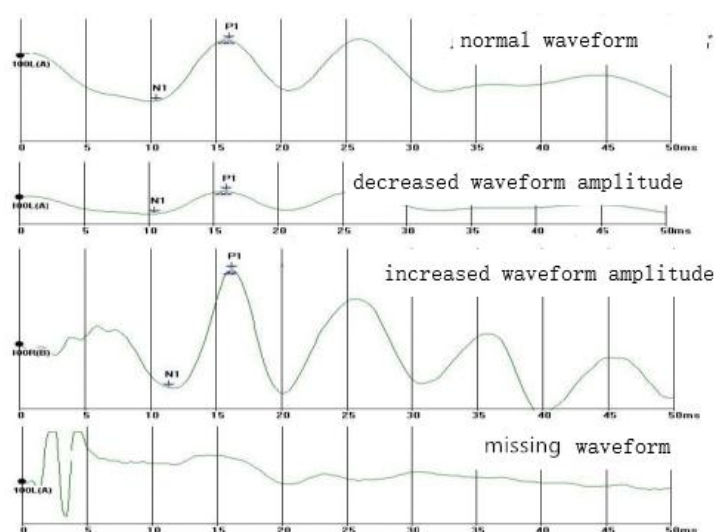 P1
normal waveform
100L(A)
N1
0 5 10 15 20 25 30 35 40 45 50ms
P1
decreased waveform amplitude
100L(A)
N1
0 5 10 15 20 25 30 35 40 45 50ms
P1
increased waveform amplitude
100R(B)
N1
0 5 10 15 20 25 30 35 40 45 50ms
missing waveform
100L(A)
0 5 10 15 20 25 30 35 40 45 50ms